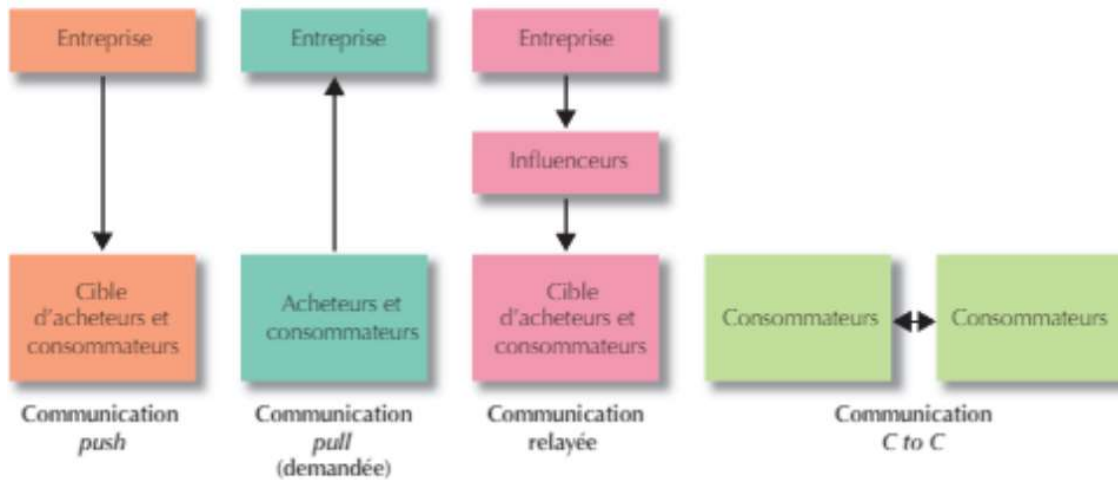 Entreprise
Cible
d'acheteurs et
consommateurs
Communication
push
Entreprise
Acheteurs et
consommateurs
Communication
pull
(demandée)
Entreprise
Influenceurs
Cible
d'acheteurs et
consommateurs
Communication
relayée
Consommateurs
Consommateurs
Communication
C to C